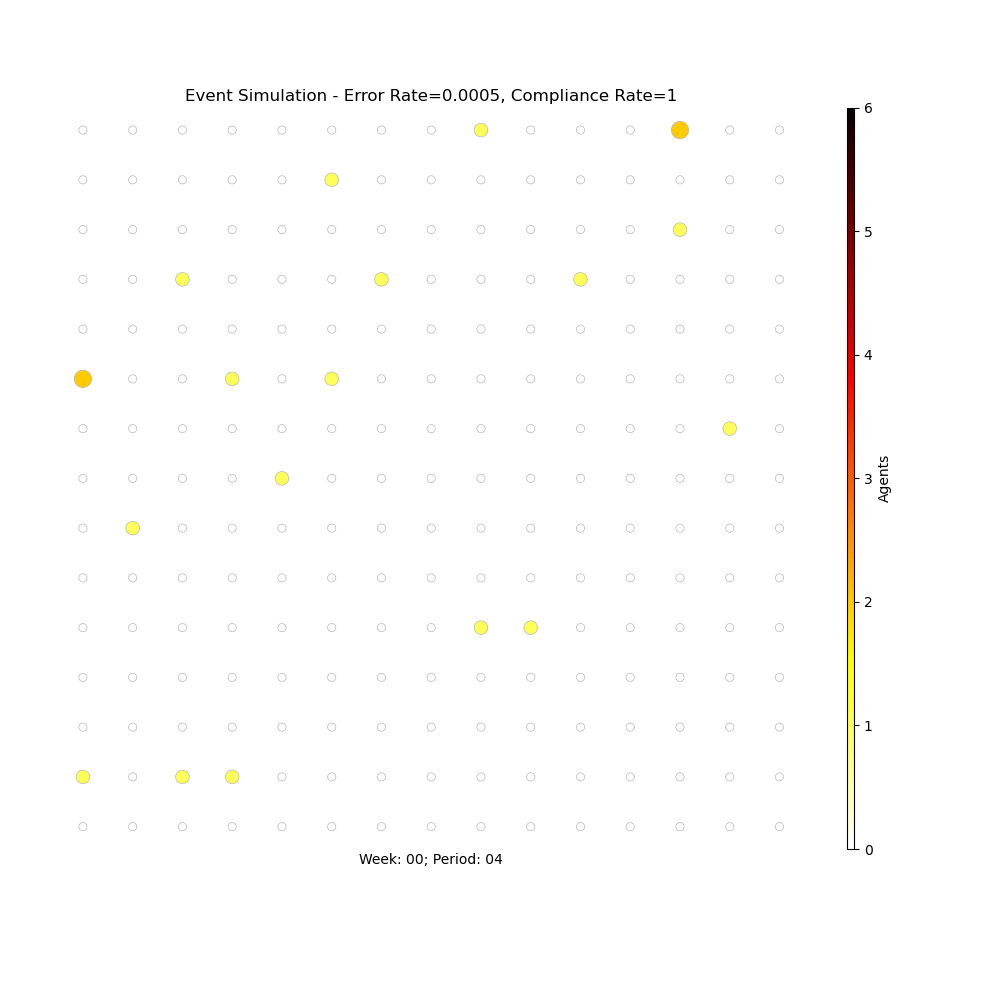 Event Simulation - Error Rate=0.0005, Compliance Rate=1
6
5
4
3
2
1
0
Agents
Week: 00; Period: 04